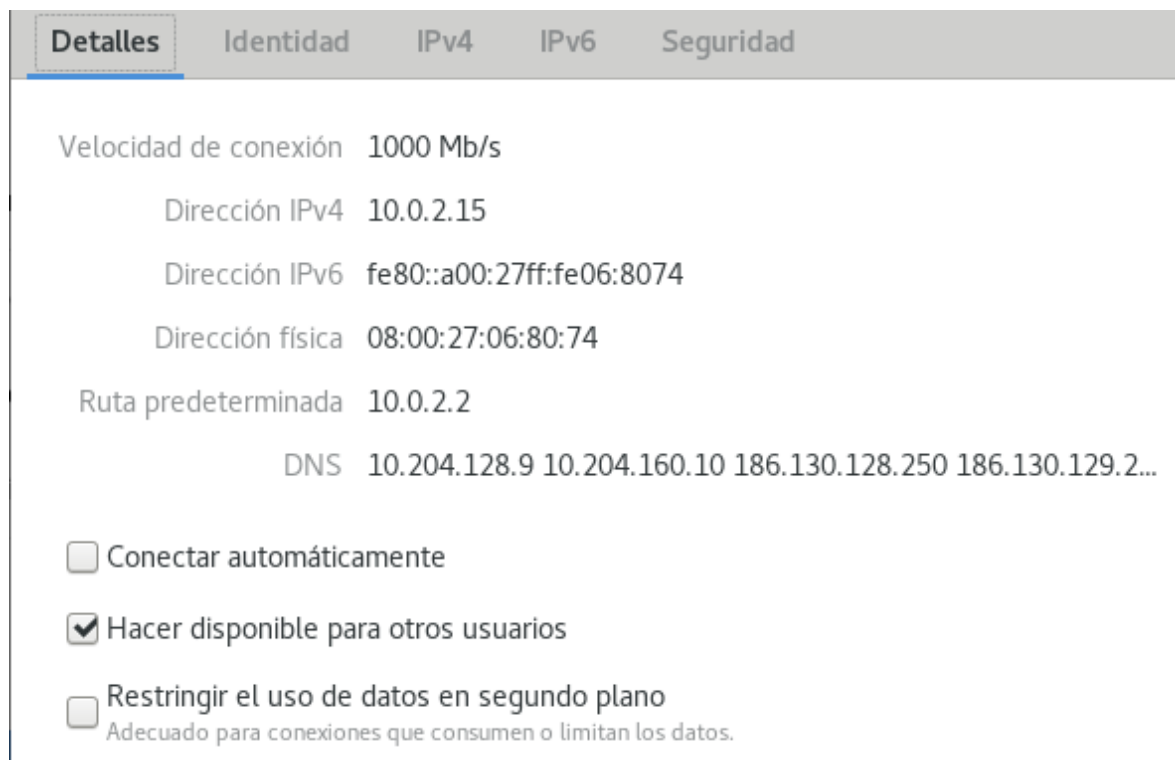 Detalles Identidad IPv4 IPv6 Seguridad
Velocidad de conexión 1000 Mb/s
Dirección IPv4 10.0.2.15
Dirección IPv6 fe80::a00:27ff:fe06:8074
Dirección física 08:00:27:06:80:74
Ruta predeterminada 10.0.2.2
DNS 10.204.128.9 10.204.160.10 186.130.128.250 186.130.129.2...
Conectar automáticamente
Hacer disponible para otros usuarios
Restringir el uso de datos en segundo plano
Adecuado para conexiones que consumen o limitan los datos.